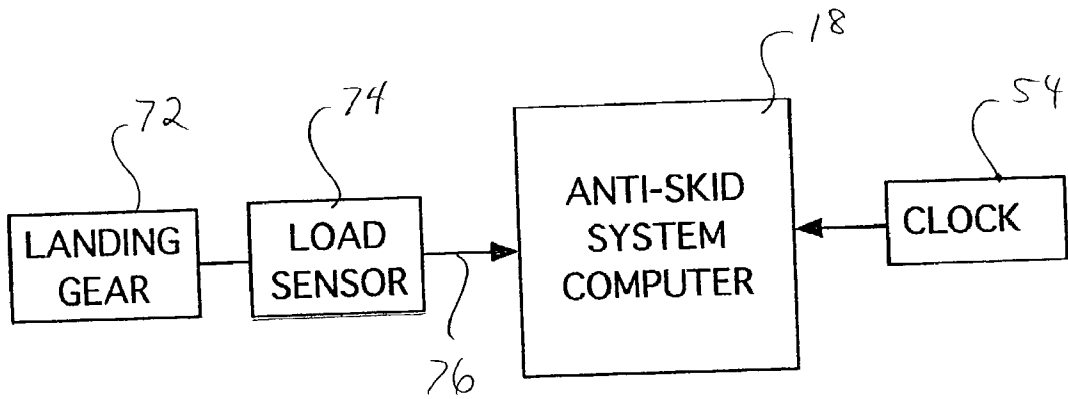 18
74
54
72
LANDING
GEAR
LOAD
SENSOR
ANTI-SKID
SYSTEM
COMPUTER
CLOCK
76